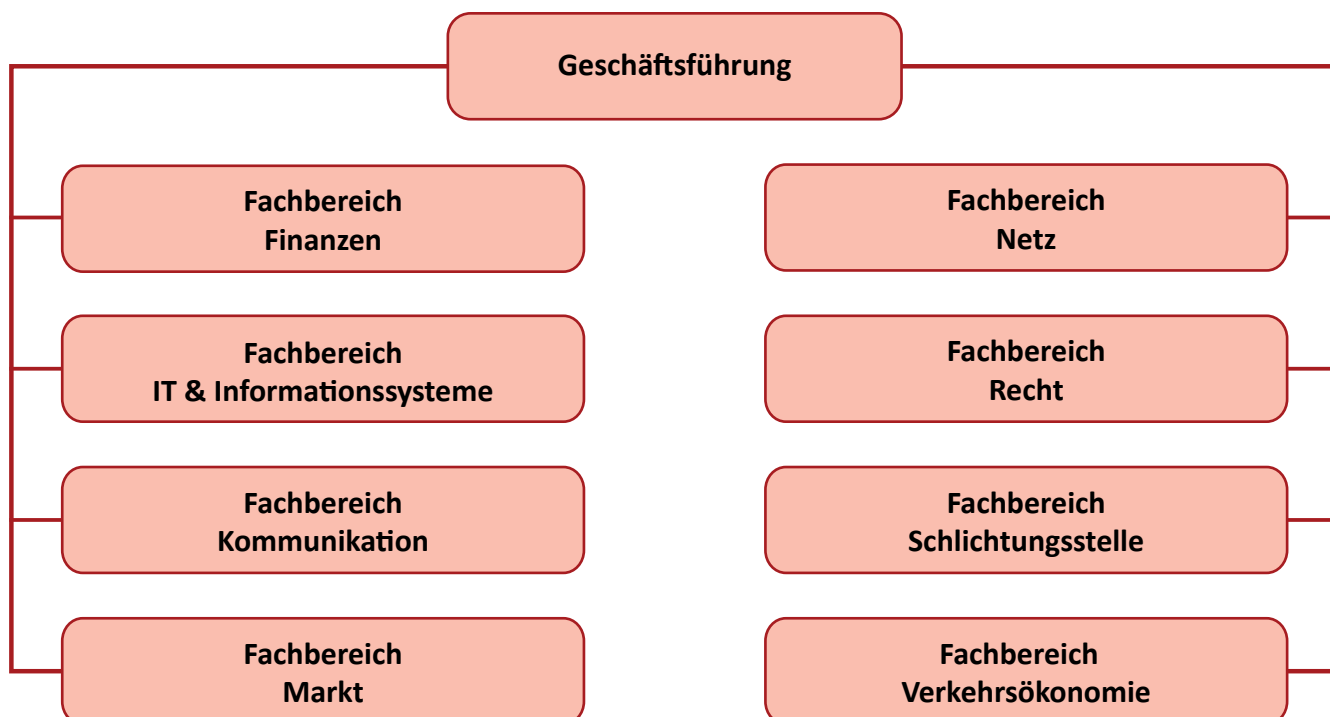 Geschäftsführung
Fachbereich
Finanzen
Fachbereich
IT & Informationssysteme
Fachbereich
Kommunikation
Fachbereich
Markt
Fachbereich
Netz
Fachbereich
Recht
Fachbereich
Schlichtungsstelle
Fachbereich
Verkehrsökonomie